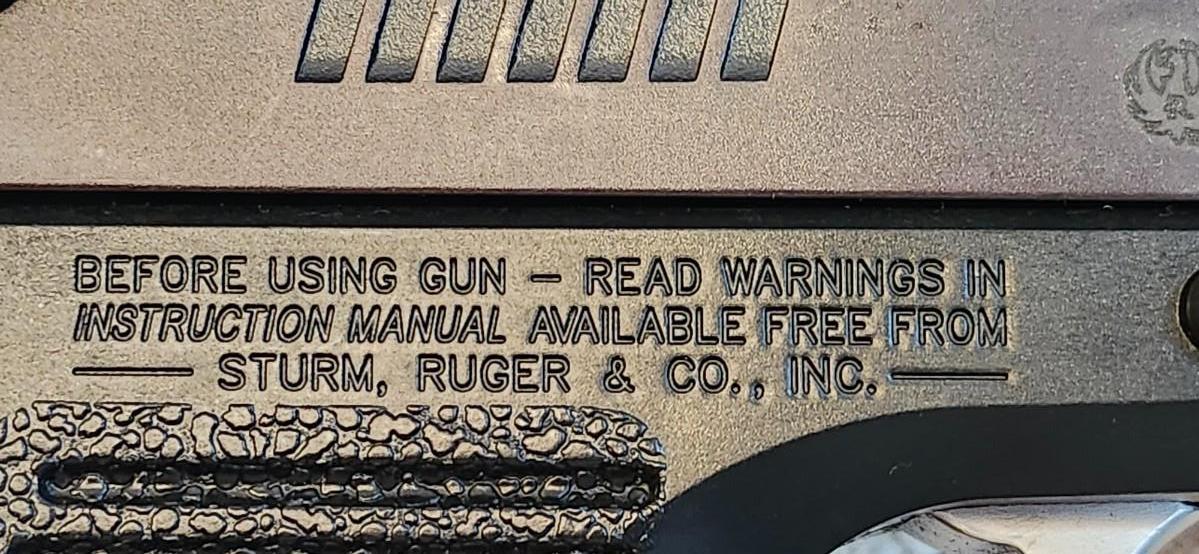 BEFORE USING GUN — READ WARNINGS IN
INSTRUCTION MANUAL AVAILABLE FREE FROM
STURM, RUGER & CO., INC.